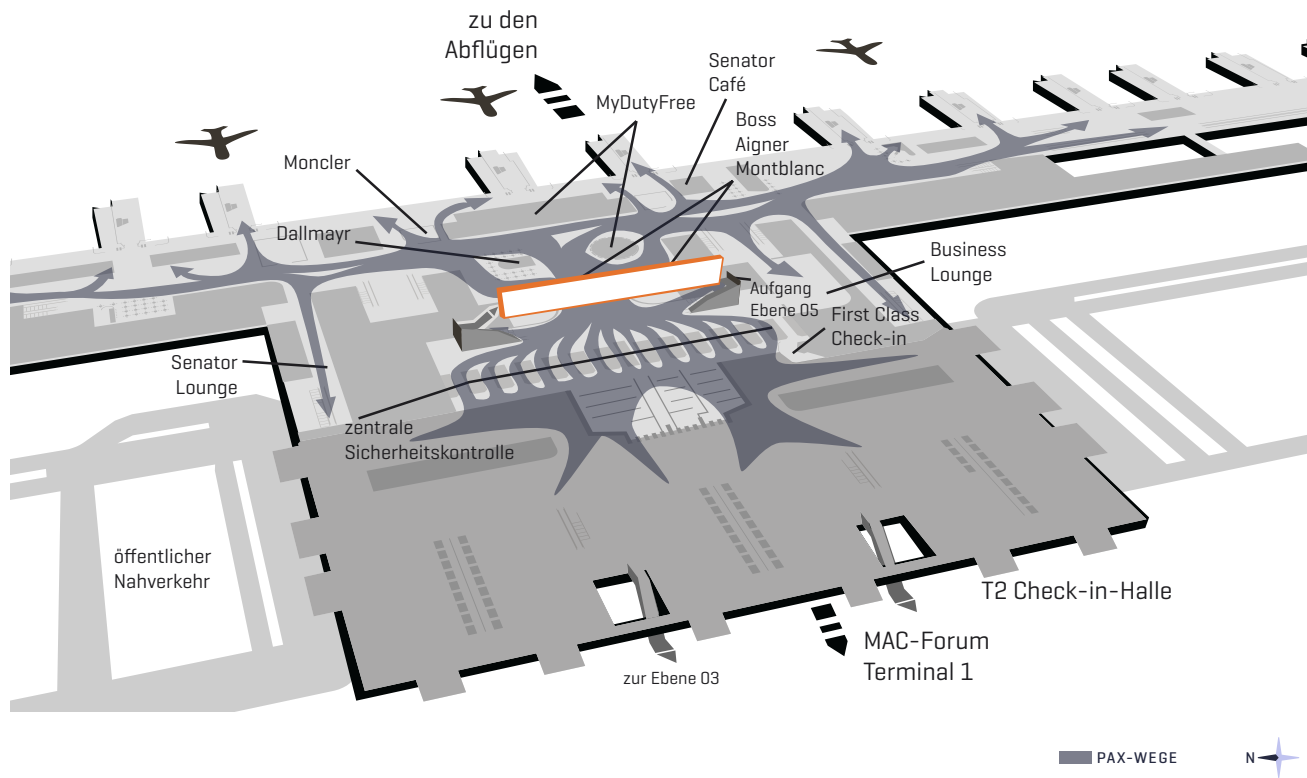 zu den
Abflügen
Senator
Café
MyDutyFree
Boss
Aigner
Montblanc
Moncler
Dallmayr
Business
Lounge
Aufgang
Ebene 05
First Class
Check-in
Senator
Lounge
zentrale
Sicherheitskontrolle
öffentlicher
Nahverkehr
T2 Check-in-Halle
MAC-Forum
Terminal 1
zur Ebene 03
PAX-WEGE
N